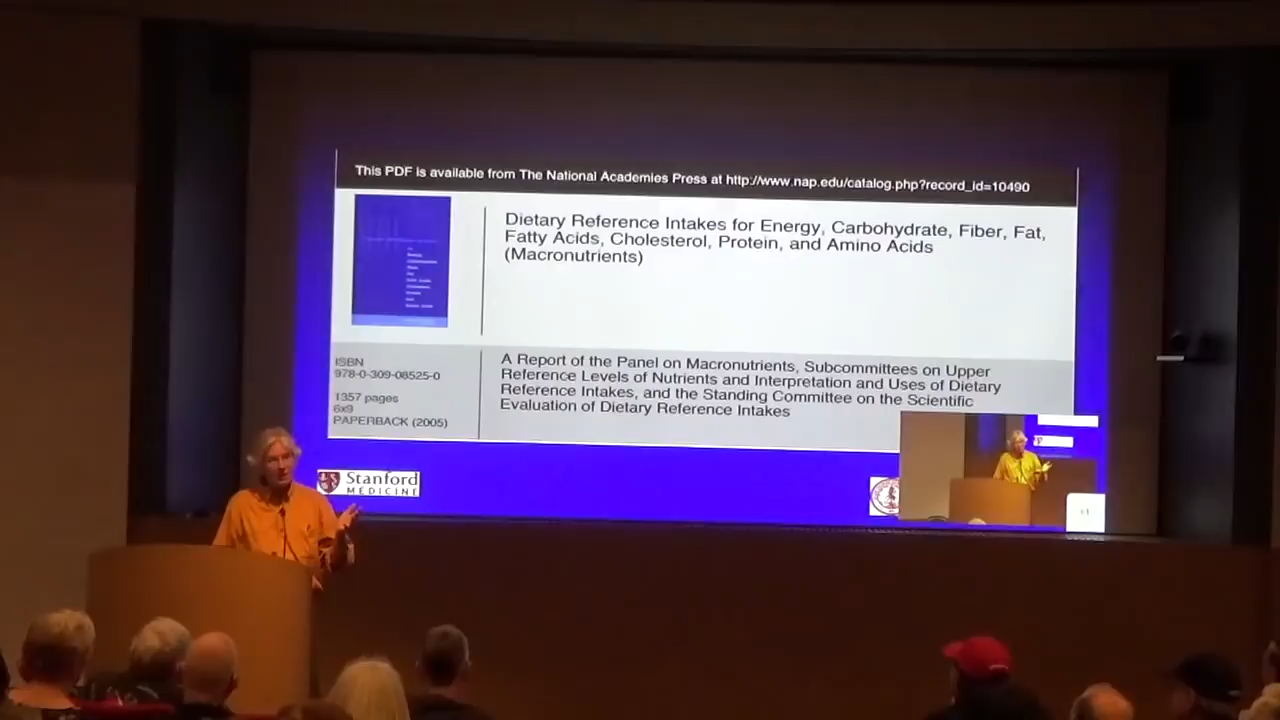 This PDF is available from The National Academies Press at http://www.nap.edu/catalog.php?record_id=10490
Dietary Reference Intakes for Energy, Carbohydrate, Fiber, Fat,
Fatty Acids, Cholesterol, Protein, and Amino Acids
(Macronutrients)
ISBN
978-0-309-08525-0
1357 pages
6x9
PAPERBACK (2005)
A Report of the Panel on Macronutrients, Subcommittees on Upper
Reference Levels of Nutrients and Interpretation and Uses of Dietary
Reference Intakes, and the Standing Committee on the Scientific
Evaluation of Dietary Reference Intakes
Stanford
MEDICINE